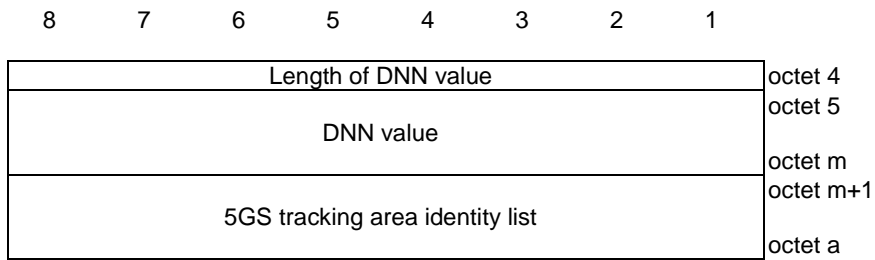 8 7 6 5 4 3 2 1
Length of DNN value octet 4
octet 5
DNN value
octet m
octet m+1
5GS tracking area identity list
octet a